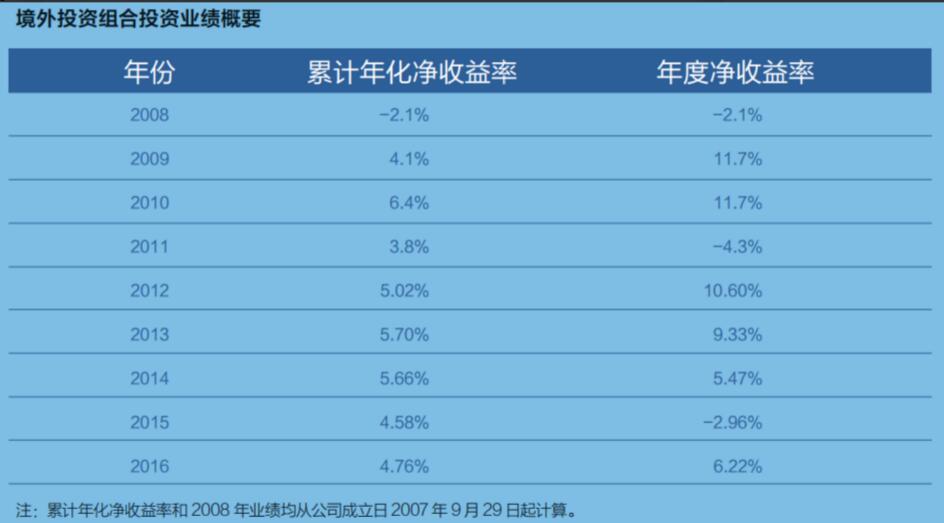 境外投资组合投资业绩概要
年份 累计年化净收益率 年度净收益率
2008 −2.1% −2.1%
2009 4.1% 11.7%
2010 6.4% 11.7%
2011 3.8% −4.3%
2012 5.02% 10.60%
2013 5.70% 9.33%
2014 5.66% 5.47%
2015 4.58% −2.96%
2016 4.76% 6.22%
注：累计年化净收益率和 2008 年业绩均从公司成立日 2007 年 9 月 29 日起计算。